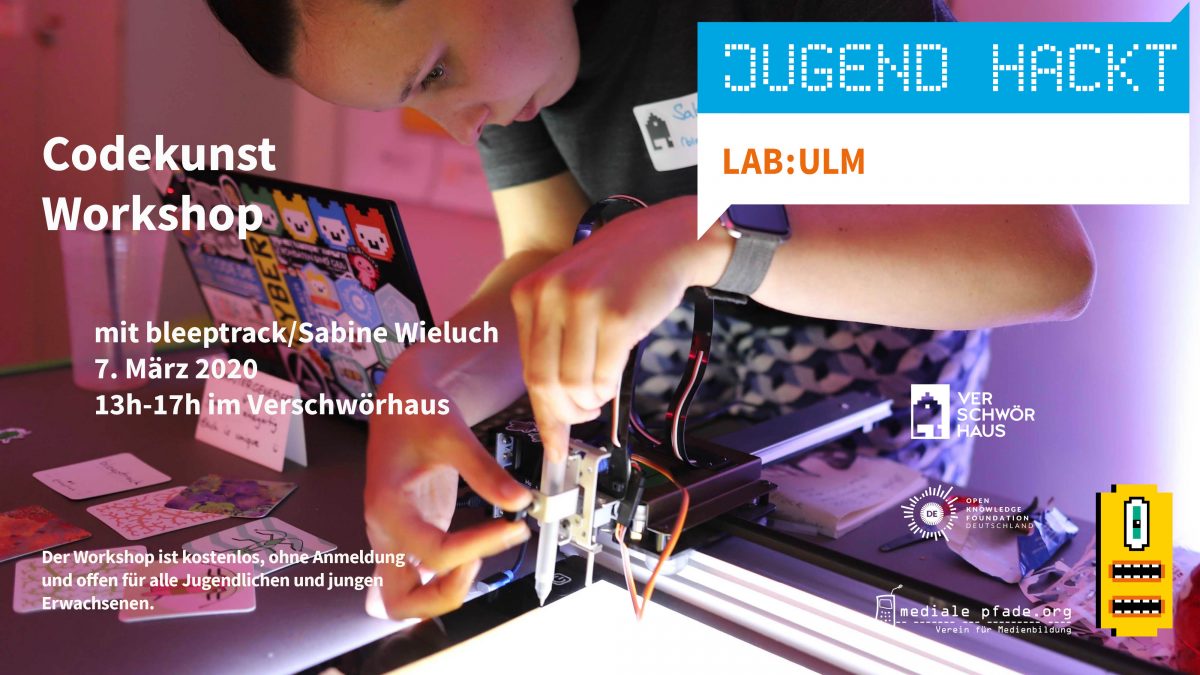 JUGEND HACKT
LAB:ULM
Codekunst
Workshop
mit bleeptrack/Sabine Wieluch
7. März 2020
13h-17h im Verschwörhaus
Der Workshop ist kostenlos, ohne Anmeldung
und offen für alle Jugendlichen und jungen
Erwachsenen.
VER
SCHWÖR
HAUS
DE
OPEN
KNOWLEDGE
FOUNDATION
DEUTSCHLAND
mediale pfade.org
Verein für Medienbildung
YBER